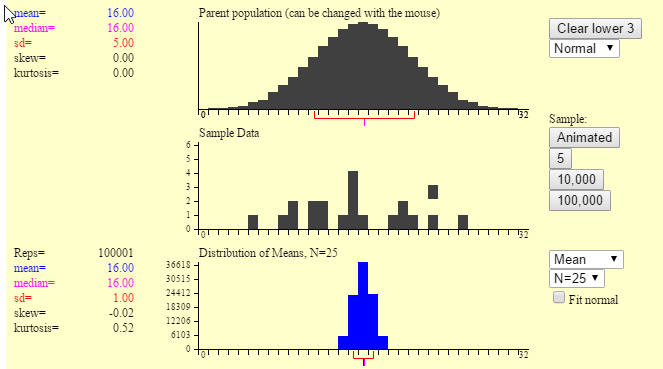 mean= 16.00
median= 16.00
sd= 5.00
skew= 0.00
kurtosis= 0.00
Parent population (can be changed with the mouse)
0 32
Clear lower 3
Normal
Sample Data
6
5
4
3
2
1
0
0 32
Sample:
Animated
5
10,000
100,000
Reps= 100001
mean= 16.00
median= 16.00
sd= 1.00
skew= -0.02
kurtosis= 0.52
Distribution of Means, N=25
36618
30515
24412
18309
12206
6103
0
0 32
Mean
N=25
Fit normal